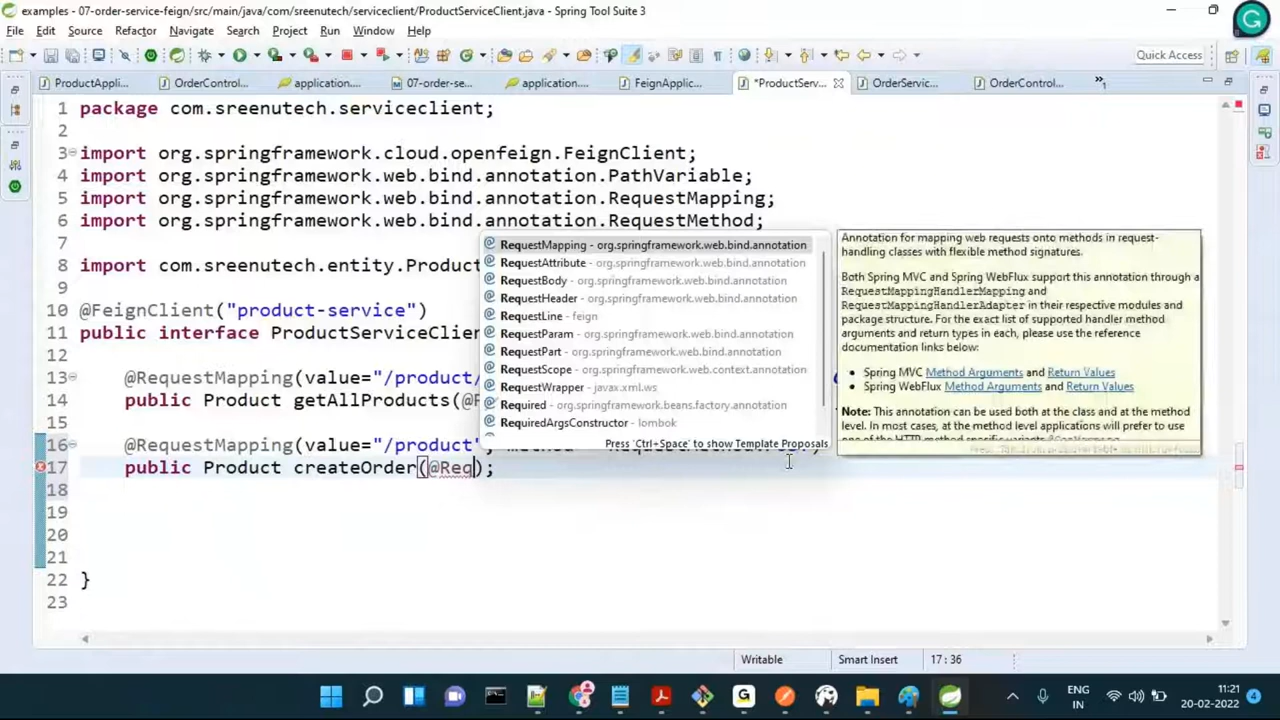 examples - 07-order-service-feign/src/main/java/com/sreenutech/serviceclient/ProductServiceClient.java - Spring Tool Suite 3
File Edit Source Refactor Navigate Search Project Run Window Help
Quick Access
ProductAppli... OrderControl... application.... 07-order-se... application.... FeignApplic... *ProductServ... OrderServic... OrderControl... »1
1 package com.sreenutech.serviceclient;
2
3 import org.springframework.cloud.openfeign.FeignClient;
4 import org.springframework.web.bind.annotation.PathVariable;
5 import org.springframework.web.bind.annotation.RequestMapping;
6 import org.springframework.web.bind.annotation.RequestMethod;
7
8 import com.sreenutech.entity.Product
9
10 @FeignClient("product-service")
11 public interface ProductServiceClien
12
13 @RequestMapping(value="/product/
14 public Product getAllProducts(@
15
16 @RequestMapping(value="/product"
17 public Product createOrder(@Req);
18
19
20
21
22 }
23
RequestMapping - org.springframework.web.bind.annotation
RequestAttribute - org.springframework.web.bind.annotation
RequestBody - org.springframework.web.bind.annotation
RequestHeader - org.springframework.web.bind.annotation
RequestLine - feign
RequestParam - org.springframework.web.bind.annotation
RequestPart - org.springframework.web.bind.annotation
RequestScope - org.springframework.web.context.annotation
RequestWrapper - javax.xml.ws
Required - org.springframework.beans.factory.annotation
RequiredArgsConstructor - lombok
Press 'Ctrl+Space' to show Template Proposals
Annotation for mapping web requests onto methods in request-
handling classes with flexible method signatures.
Both Spring MVC and Spring WebFlux support this annotation through a
RequestMappingHandlerMapping and
RequestMappingHandlerAdapter in their respective modules and
package structure. For the exact list of supported handler method
arguments and return types in each, please use the reference
documentation links below:
• Spring MVC Method Arguments and Return Values
• Spring WebFlux Method Arguments and Return Values
Note: This annotation can be used both at the class and at the method
level. In most cases, at the method level applications will prefer to use
Writable Smart Insert 17 : 36
ENG
IN
11:21
20-02-2022
4